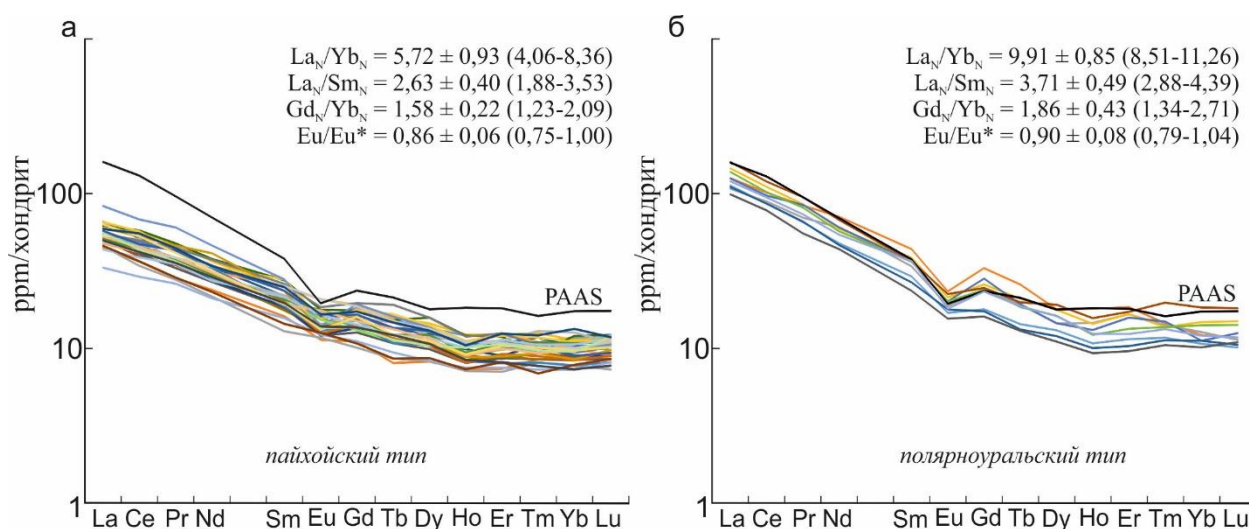 а
La_N/Yb_N = 5,72 ± 0,93 (4,06-8,36)
La_N/Sm_N = 2,63 ± 0,40 (1,88-3,53)
Gd_N/Yb_N = 1,58 ± 0,22 (1,23-2,09)
Eu/Eu* = 0,86 ± 0,06 (0,75-1,00)
ppm/хондрит
100
10
1
PAAS
пайхойский тип
La Ce Pr Nd Sm Eu Gd Tb Dy Ho Er Tm Yb Lu
б
La_N/Yb_N = 9,91 ± 0,85 (8,51-11,26)
La_N/Sm_N = 3,71 ± 0,49 (2,88-4,39)
Gd_N/Yb_N = 1,86 ± 0,43 (1,34-2,71)
Eu/Eu* = 0,90 ± 0,08 (0,79-1,04)
ppm/хондрит
100
10
1
PAAS
полярноуральский тип
La Ce Pr Nd Sm Eu Gd Tb Dy Ho Er Tm Yb Lu